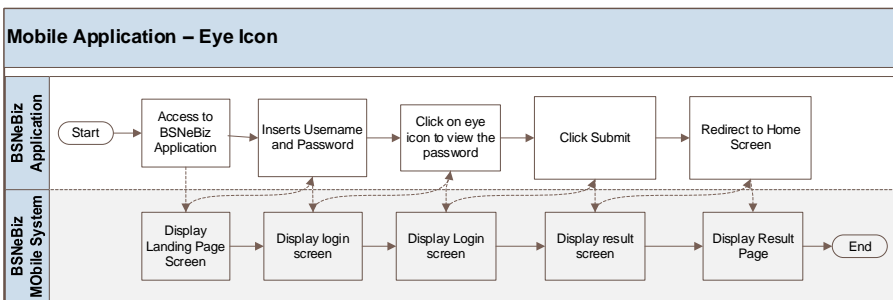 Mobile Application – Eye Icon
BSNeBiz
Application
Start
Access to
BSNeBiz
Application
Inserts Username
and Password
Click on eye
icon to view the
password
Click Submit
Redirect to Home
Screen
BSNeBiz
MObile System
Display
Landing Page
Screen
Display login
screen
Display Login
screen
Display result
screen
Display Result
Page
End